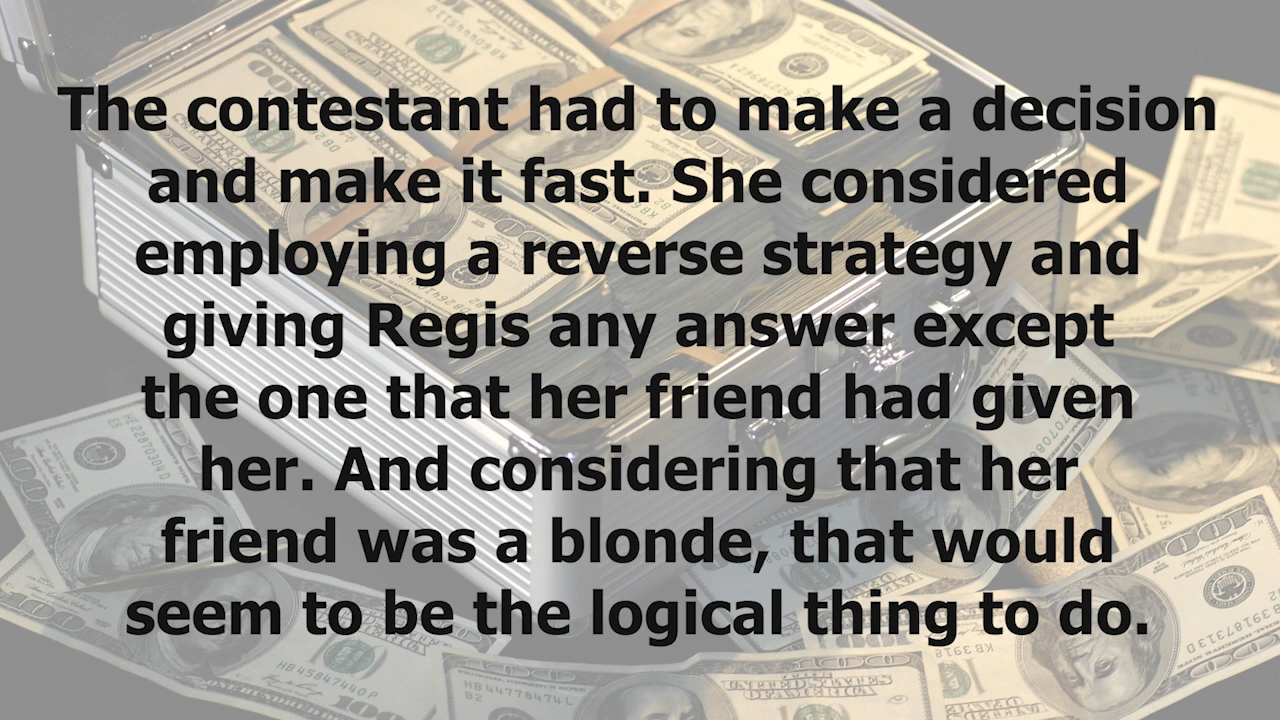 The contestant had to make a decision
and make it fast. She considered
employing a reverse strategy and
giving Regis any answer except
the one that her friend had given
her. And considering that her
friend was a blonde, that would
seem to be the logical thing to do.